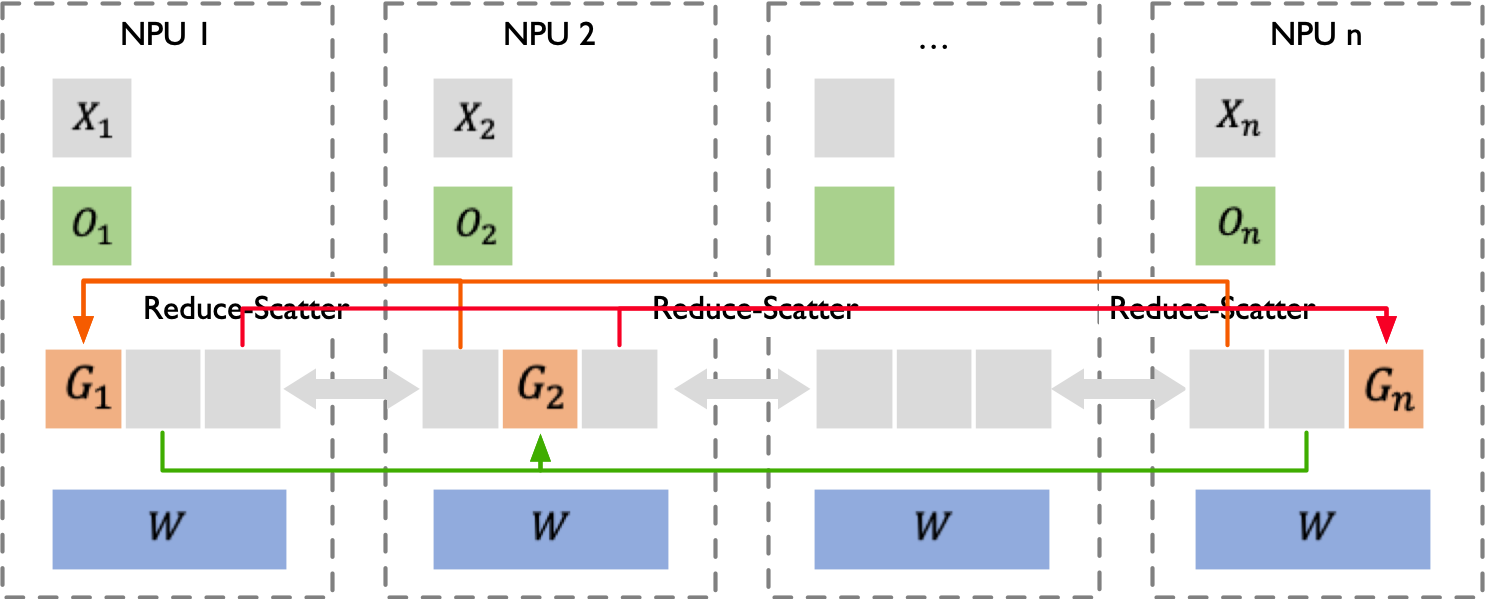 NPU 1 NPU 2 … NPU n
X₁ X₂ Xₙ
O₁ O₂ Oₙ
Reduce-Scatter Reduce-Scatter Reduce-Scatter
G₁ G₂ Gₙ
W W W W